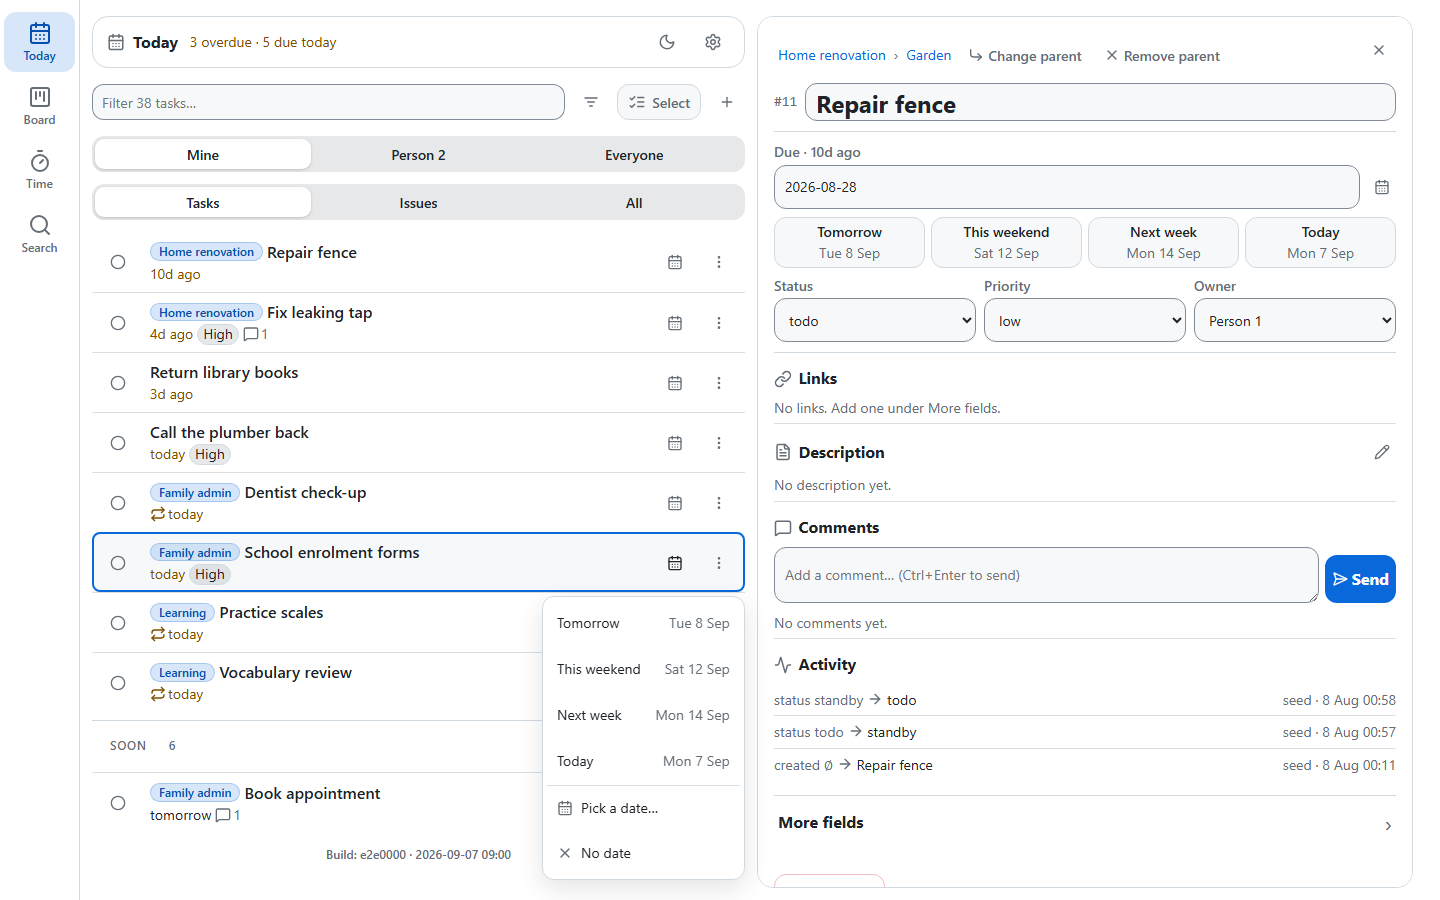 Today
Board
Time
Search
Today 3 overdue · 5 due today
Filter 38 tasks...
Select
Mine Person 2 Everyone
Tasks Issues All
Home renovation Repair fence
10d ago
Home renovation Fix leaking tap
4d ago High 1
Return library books
3d ago
Call the plumber back
today High
Family admin Dentist check-up
today
Family admin School enrolment forms
today High
Learning Practice scales
today
Learning Vocabulary review
today
SOON 6
Family admin Book appointment
tomorrow 1
Build: e2e0000 · 2026-09-07 09:00
Tomorrow Tue 8 Sep
This weekend Sat 12 Sep
Next week Mon 14 Sep
Today Mon 7 Sep
Pick a date...
No date
Home renovation › Garden Change parent Remove parent
#11 Repair fence
Due · 10d ago
2026-08-28
Tomorrow This weekend Next week Today
Tue 8 Sep Sat 12 Sep Mon 14 Sep Mon 7 Sep
Status Priority Owner
todo low Person 1
Links
No links. Add one under More fields.
Description
No description yet.
Comments
Add a comment... (Ctrl+Enter to send)
Send
No comments yet.
Activity
status standby → todo seed · 8 Aug 00:58
status todo → standby seed · 8 Aug 00:57
created ∅ → Repair fence seed · 8 Aug 00:11
More fields